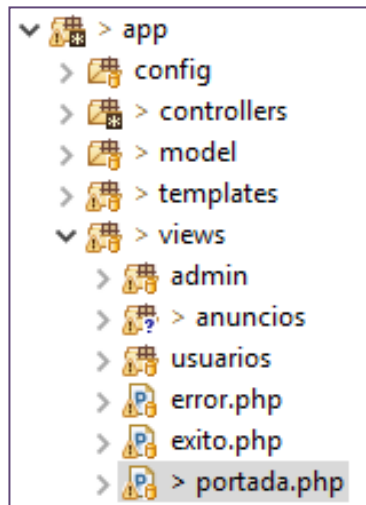 > app
config
> controllers
> model
> templates
> views
admin
> anuncios
usuarios
error.php
exito.php
> portada.php